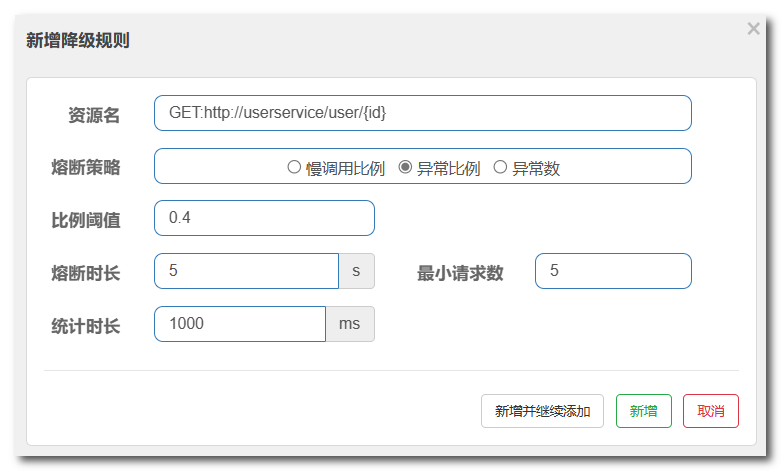 新增降级规则 ×
资源名 GET:http://userservice/user/{id}
熔断策略 慢调用比例 异常比例 异常数
比例阈值 0.4
熔断时长 5 s 最小请求数 5
统计时长 1000 ms
新增并继续添加 新增 取消